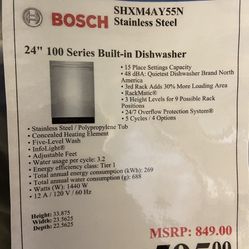 BOSCH
SHXM4AY55N
Stainless Steel
24" 100 Series Built-in Dishwasher
• 15 Place Settings Capacity
• 48 dBA: Quietest Dishwasher Brand North
America
• 3rd Rack Adds 30% More Loading Area
• RackMatic®
• 3 Height Levels for 9 Possible Rack
Positions
• 24/7 Overflow Protection System®
• 5 Cycles / 4 Options
• Stainless Steel / Polypropylene Tub
• Concealed Heating Element
• Five-Level Wash
• InfoLight®
• Adjustable Feet
• Water usage per cycle: 3.2
• Energy efficiency class: Tier 1
• Total annual energy consumption (kWh): 269
• Total annual water consumption (gal): 688
• Watts (W): 1440 W
• 12 A / 120 V / 60 Hz
Height: 33.875
Width: 23.5625
Depth: 22.5625
MSRP: 849.00